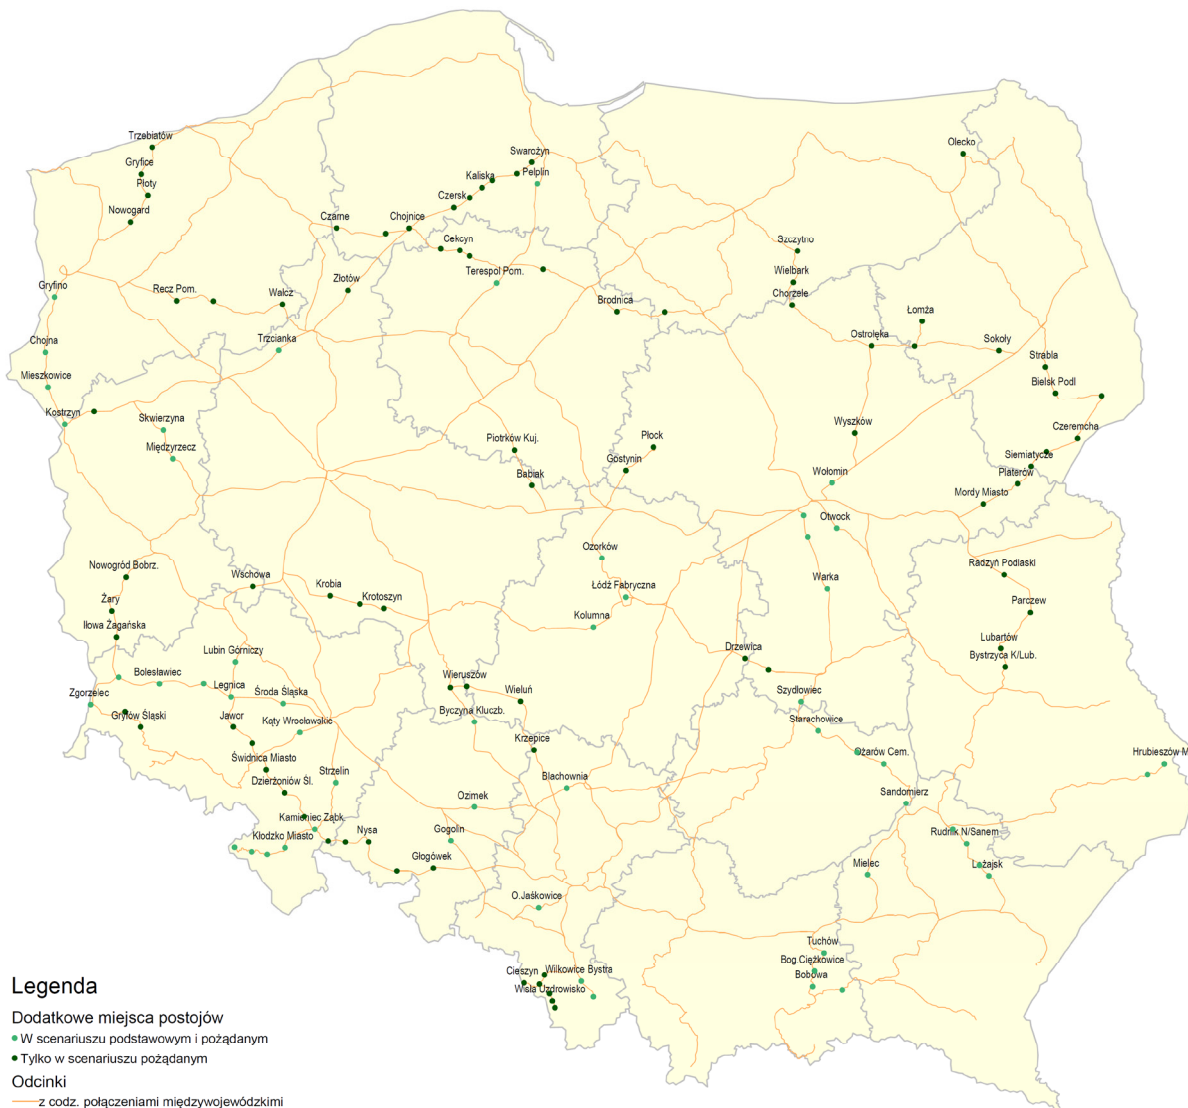 Trzebiatów
Gryfice
Płoty
Nowogard
Swarożyn
Kaliska
Pelplin
Czersk
Czarne
Chojnice
Olecko
Cekcyn
Szczytno
Terespol Pom.
Wielbark
Złotów
Gryfino
Recz Pom.
Wałcz
Brodnica
Chorzele
Łomża
Trzcianka
Chojna
Ostrołęka
Sokoły
Strabla
Mieszkowice
Bielsk Podl
Kostrzyn
Skwierzyna
Międzyrzecz
Piotrków Kuj.
Płock
Wyszków
Czeremcha
Babiak
Gostynin
Wołomin
Siemiatycze
Platerów
Mordy Miasto
Otwock
Ozorków
Nowogród Bobrz.
Wschowa
Krobia
Krotoszyn
Łódź Fabryczna
Warka
Radzyń Podlaski
Żary
Parczew
Iłowa Żagańska
Kolumna
Lubartów
Bystrzyca K/Lub.
Lubin Górniczy
Drzewica
Bolesławiec
Legnica
Środa Śląska
Wieruszów
Wieluń
Szydłowiec
Zgorzelec
Gryfów Śląski
Jawor
Kąty Wrocławskie
Byczyna Kluczb.
Starachowice
Krzepice
Świdnica Miasto
Strzelin
Ożarów Cem.
Hrubieszów M
Dzierżoniów Śl.
Blachownia
Ozimek
Sandomierz
Kamieniec Ząbk.
Kłodzko Miasto
Nysa
Gogolin
Rudnik N/Sanem
Głogówek
Mielec
Leżajsk
O.Jaśkowice
Tuchów
Bog.Ciężkowice
Cieszyn
Wilkowice Bystra
Bobowa
Wisła Uzdrowisko
Legenda
Dodatkowe miejsca postojów
W scenariuszu podstawowym i pożądanym
Tylko w scenariuszu pożądanym
Odcinki
z codz. połączeniami międzywojewódzkimi